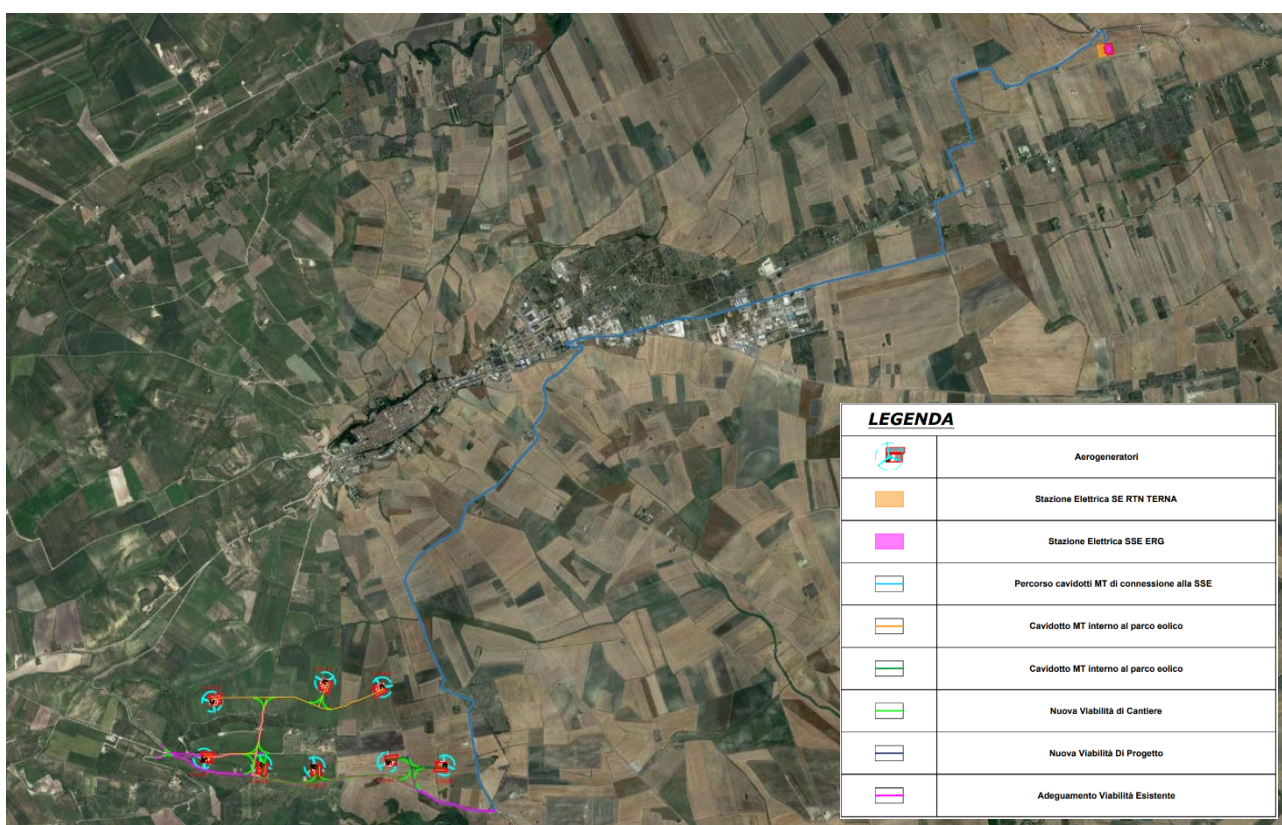 LEGENDA
Aerogeneratori
Stazione Elettrica SE RTN TERNA
Stazione Elettrica SSE ERG
Percorso cavidotti MT di connessione alla SSE
Cavidotto MT interno al parco eolico
Cavidotto MT interno al parco eolico
Nuova Viabilità di Cantiere
Nuova Viabilità Di Progetto
Adeguamento Viabilità Esistente